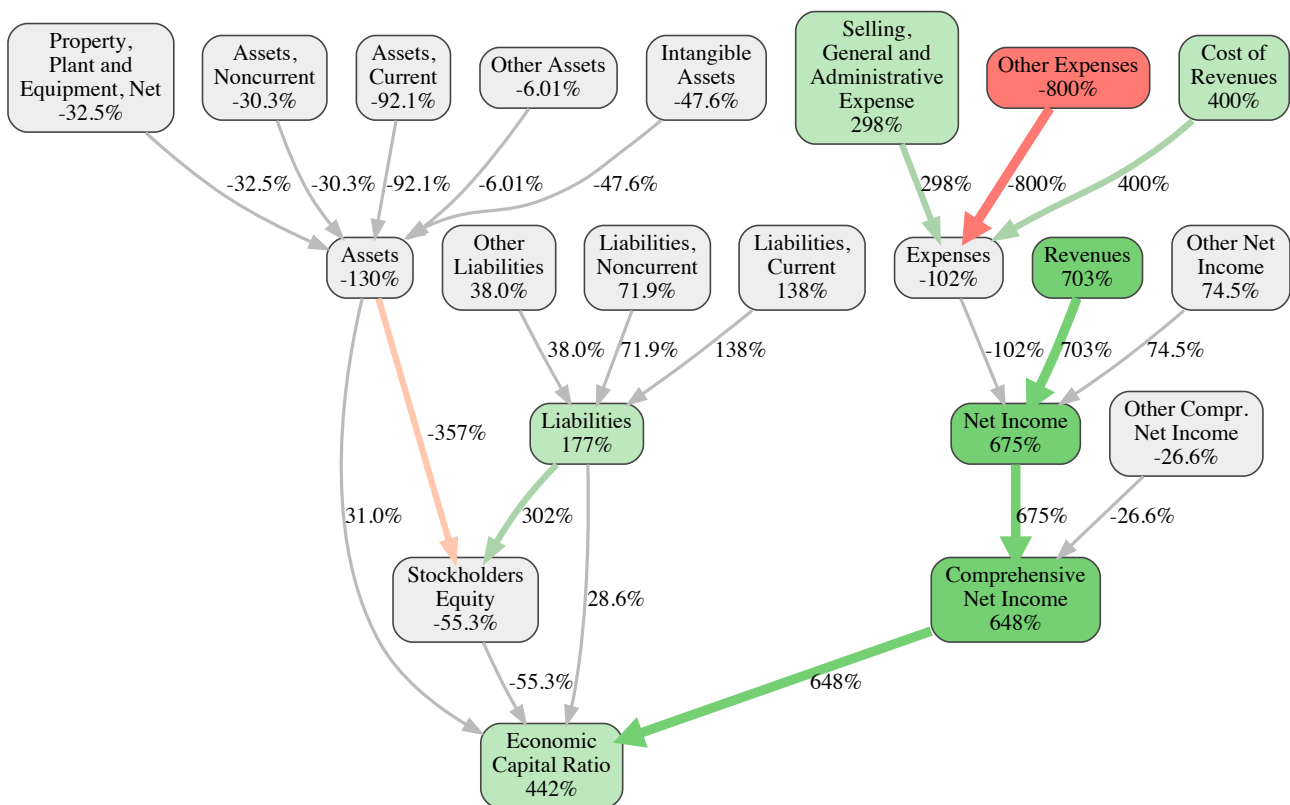 Property,
Plant and
Equipment, Net
-32.5%
Assets,
Noncurrent
-30.3%
Assets,
Current
-92.1%
Other Assets
-6.01%
Intangible
Assets
-47.6%
Selling,
General and
Administrative
Expense
298%
Other Expenses
-800%
Cost of
Revenues
400%
-32.5%
-30.3%
-92.1%
-6.01%
-47.6%
298%
-800%
400%
Assets
-130%
Other
Liabilities
38.0%
Liabilities,
Noncurrent
71.9%
Liabilities,
Current
138%
Expenses
-102%
Revenues
703%
Other Net
Income
74.5%
38.0%
71.9%
138%
-102%
703%
74.5%
-357%
Liabilities
177%
Net Income
675%
Other Compr.
Net Income
-26.6%
31.0%
302%
675%
-26.6%
Stockholders
Equity
-55.3%
28.6%
Comprehensive
Net Income
648%
-55.3%
648%
Economic
Capital Ratio
442%